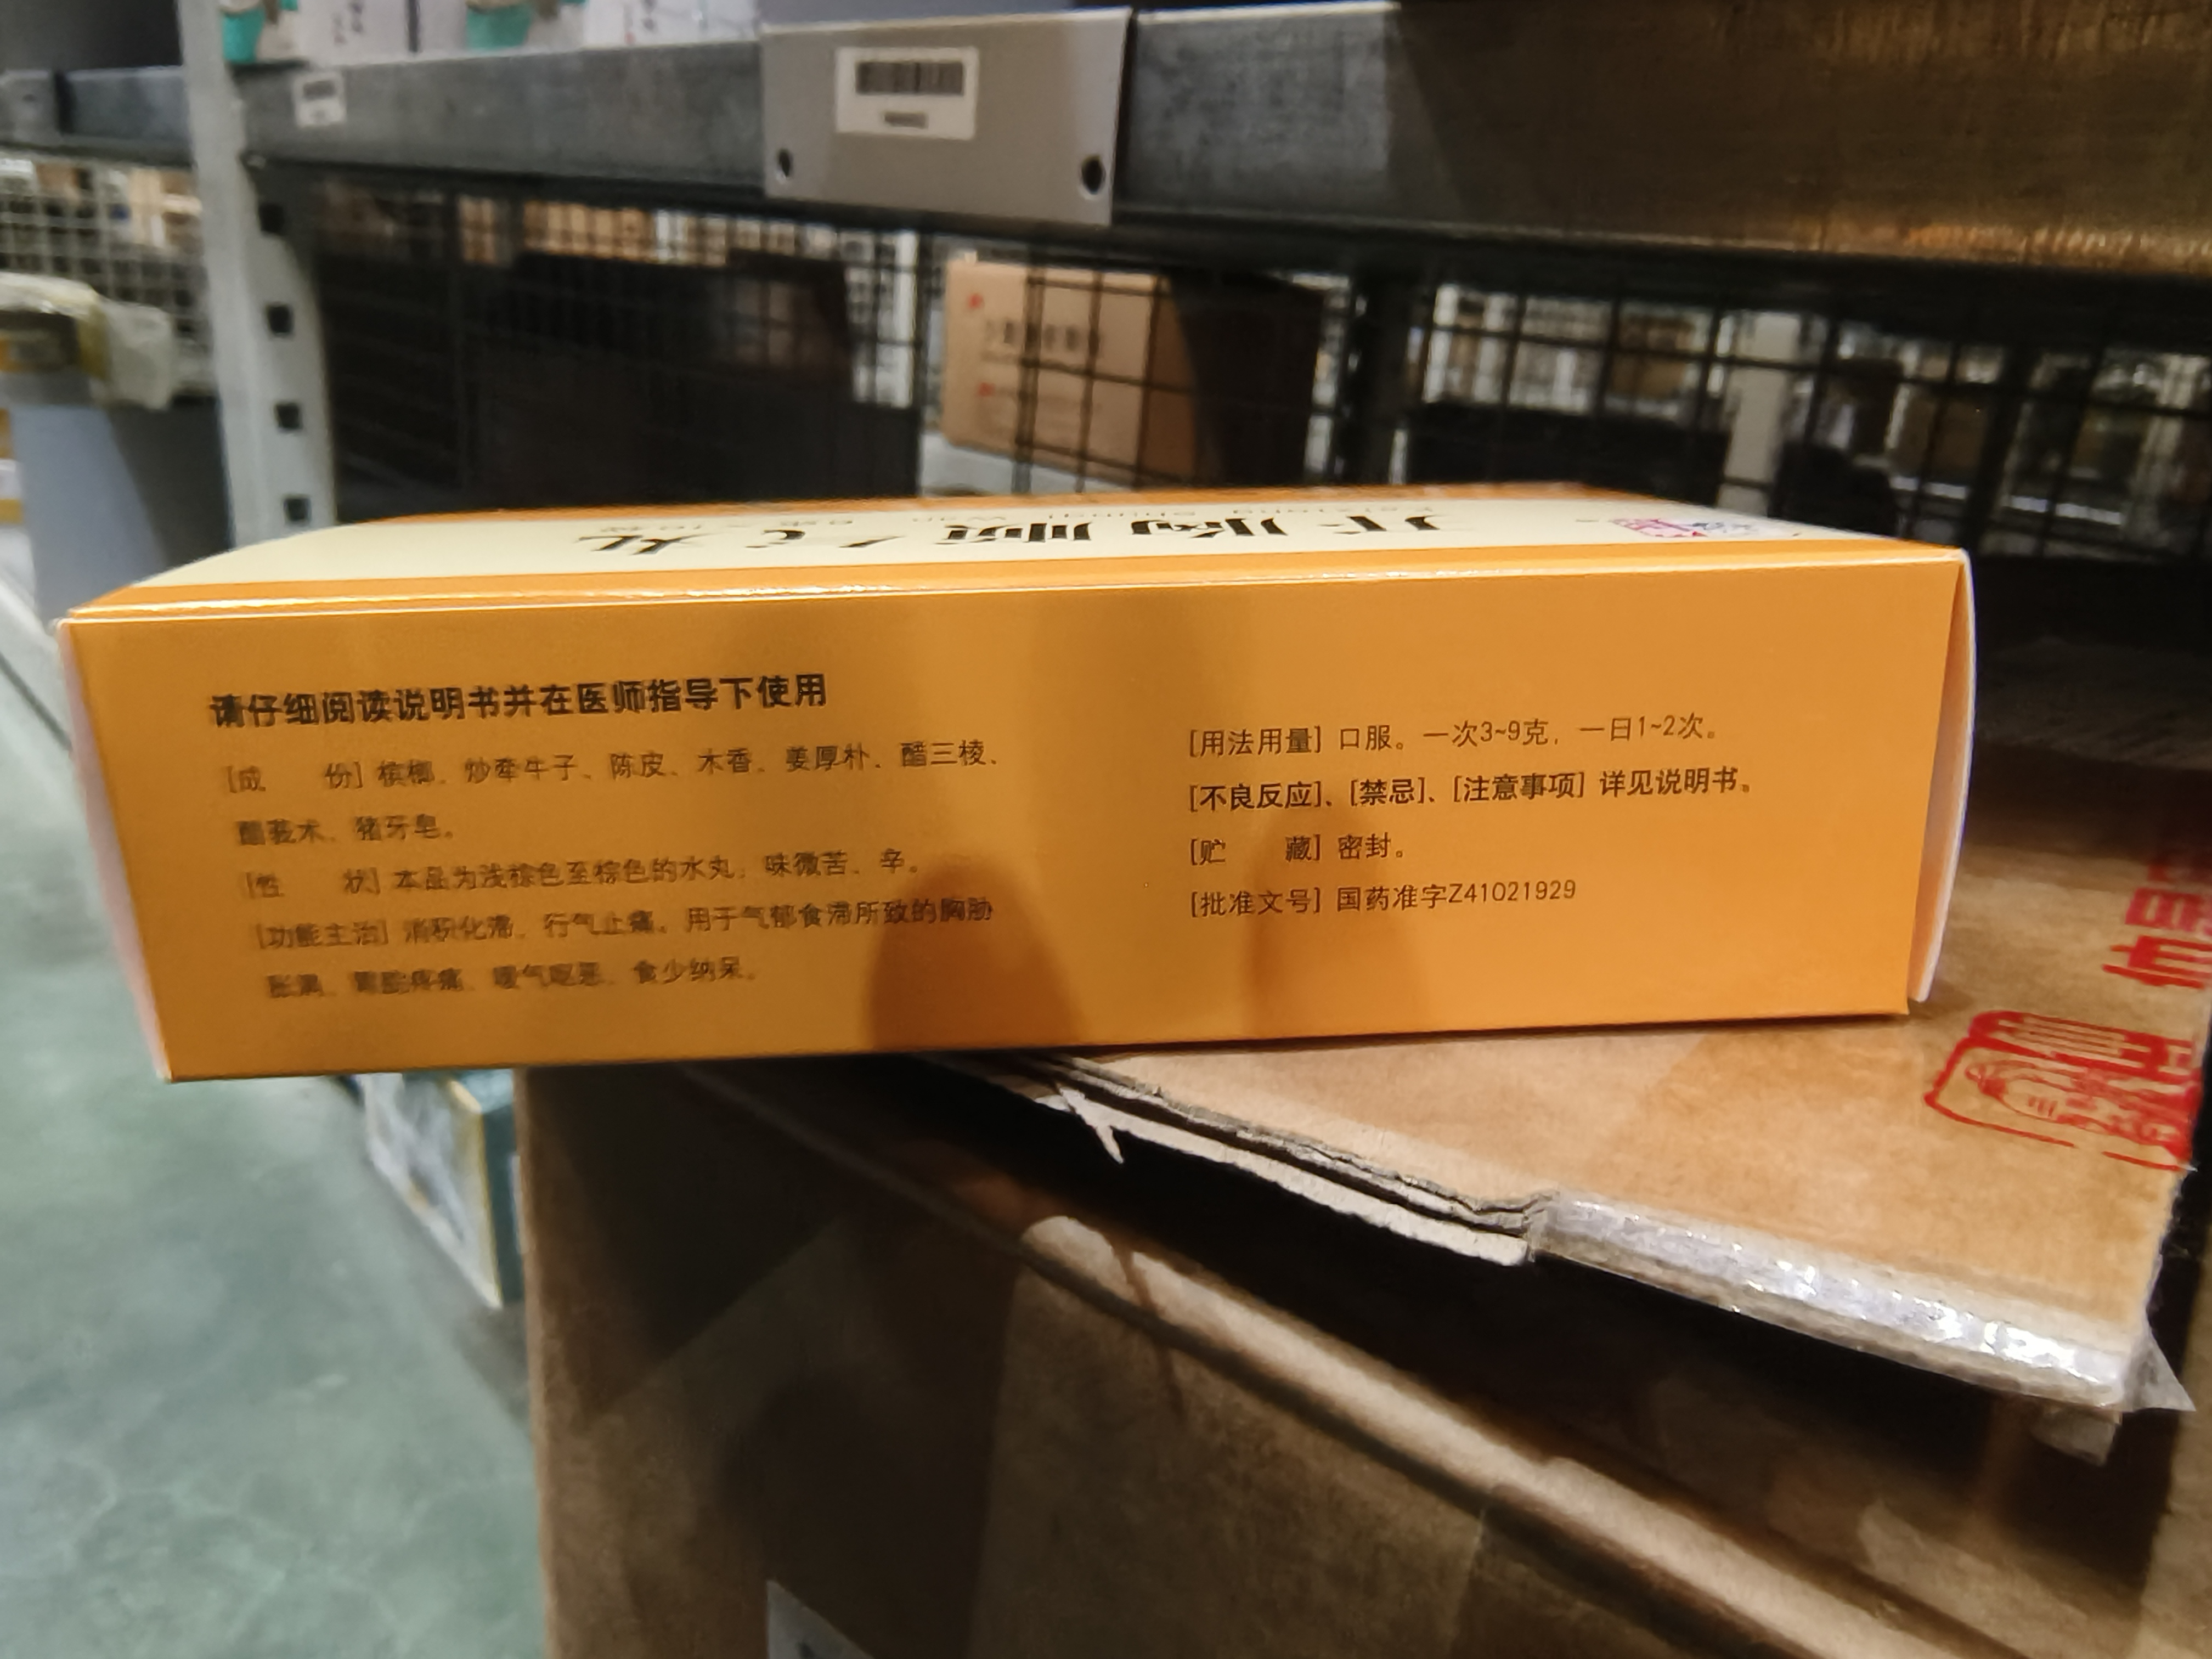 请仔细阅读说明书并在医师指导下使用
[成　　份] 槟榔、炒牵牛子、陈皮、木香、姜厚朴、醋三棱、
醋莪术、猪牙皂。
[性　　状] 本品为浅棕色至棕色的水丸；味微苦、辛。
[功能主治] 消积化滞，行气止痛。用于气郁食滞所致的胸胁
胀满、胃脘疼痛、嗳气呕恶、食少纳呆。
[用法用量] 口服。一次3~9克，一日1~2次。
[不良反应]、[禁忌]、[注意事项] 详见说明书。
[贮　　藏] 密封。
[批准文号] 国药准字Z41021929